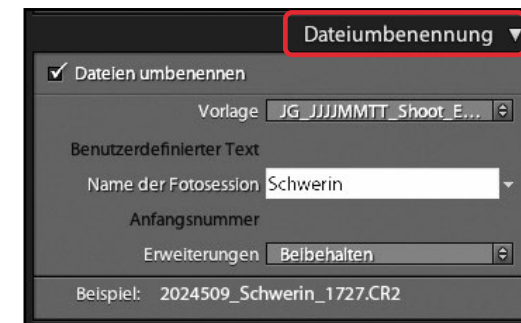 Dateiumbenennung
Dateien umbenennen
Vorlage JG_JJJJMMTT_Shoot_E...
Benutzerdefinierter Text
Name der Fotosession Schwerin
Anfangsnummer
Erweiterungen Beibehalten
Beispiel: 2024509_Schwerin_1727.CR2